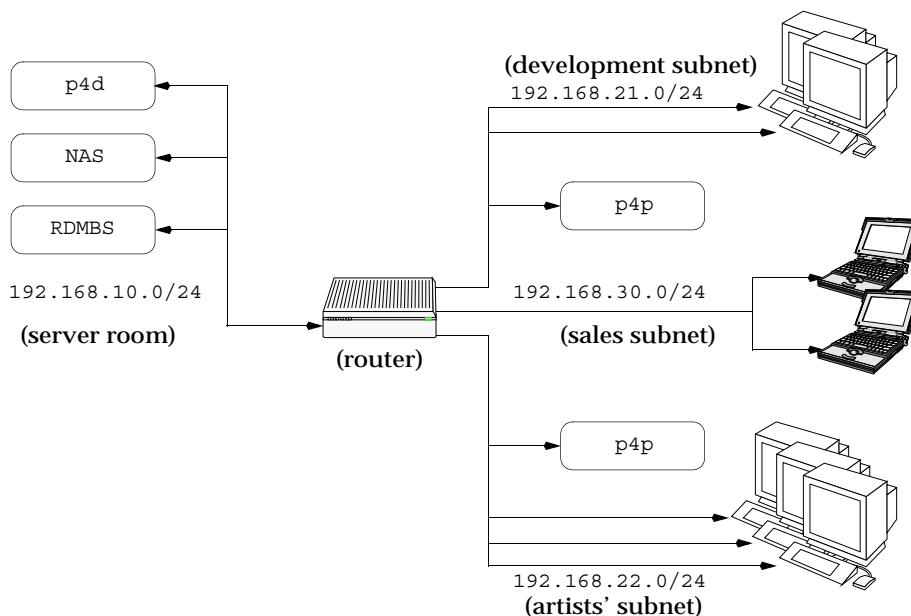 (development subnet)
192.168.21.0/24
p4d
NAS
RDMBS
p4p
192.168.10.0/24
(server room)
192.168.30.0/24
(sales subnet)
(router)
p4p
192.168.22.0/24
(artists’ subnet)